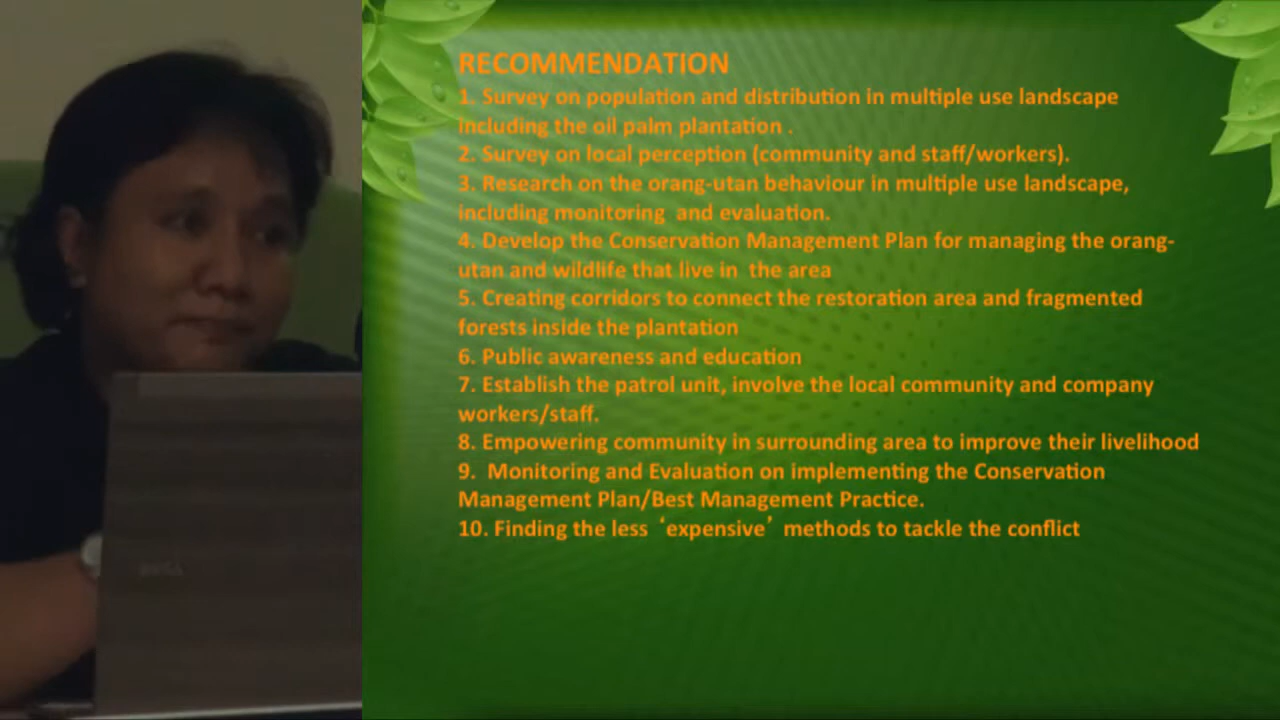 RECOMMENDATION
1. Survey on population and distribution in multiple use landscape
including the oil palm plantation .
2. Survey on local perception (community and staff/workers).
3. Research on the orang-utan behaviour in multiple use landscape,
including monitoring  and evaluation.
4. Develop the Conservation Management Plan for managing the orang-
utan and wildlife that live in  the area
5. Creating corridors to connect the restoration area and fragmented
forests inside the plantation
6. Public awareness and education
7. Establish the patrol unit, involve the local community and company
workers/staff.
8. Empowering community in surrounding area to improve their livelihood
9.  Monitoring and Evaluation on implementing the Conservation
Management Plan/Best Management Practice.
10. Finding the less ‘expensive’ methods to tackle the conflict